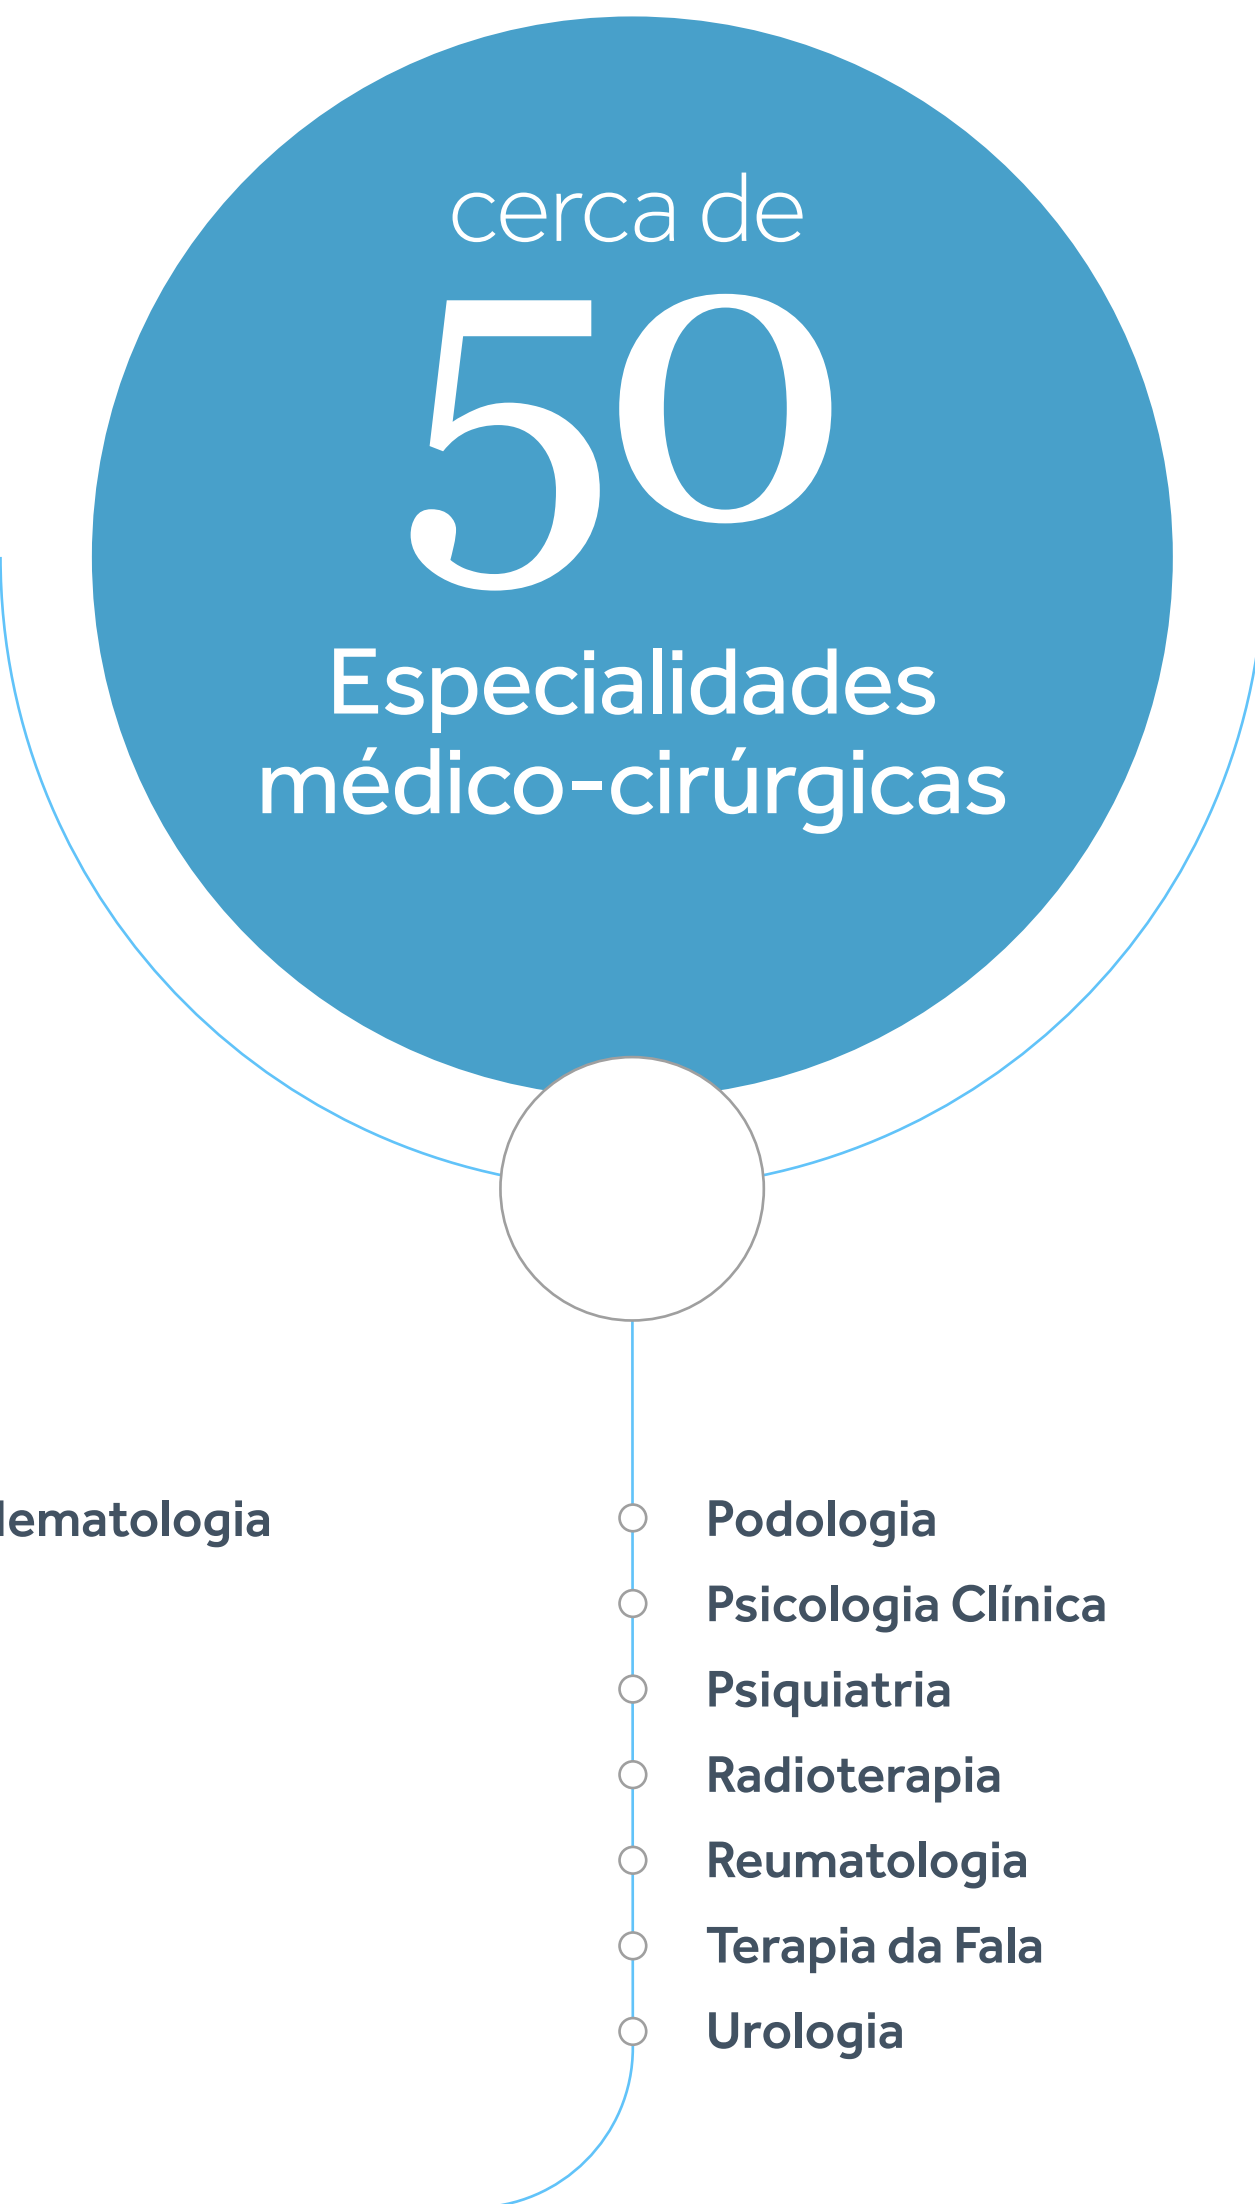 cerca de
50
Especialidades
médico-cirúrgicas
Podologia
Psicologia Clínica
Psiquiatria
Radioterapia
Reumatologia
Terapia da Fala
Urologia